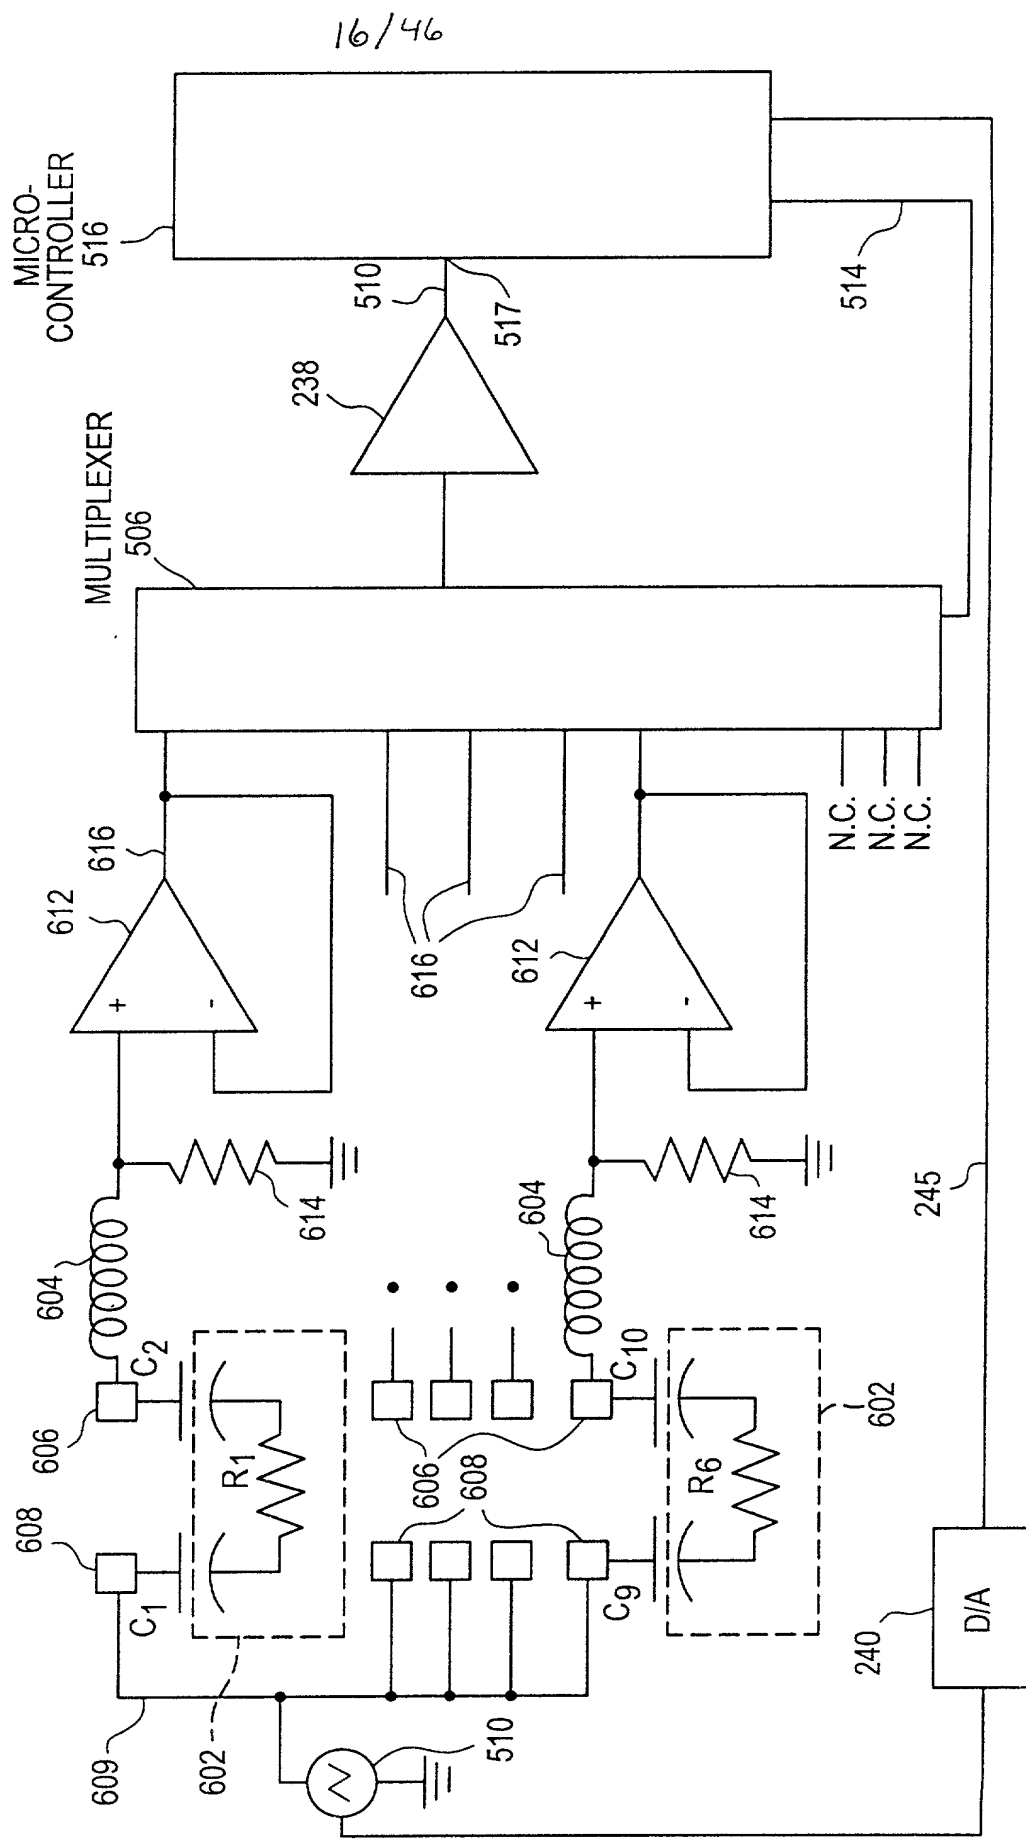 16/46
MICRO-
CONTROLLER
516
510
517
514
238
MULTIPLEXER
506
616
612
+
-
616
612
+
-
N.C.
N.C.
N.C.
614
614
604
604
245
C2
606
C10
606
602
R1
R6
608
608
C1
C9
602
609
510
240
D/A